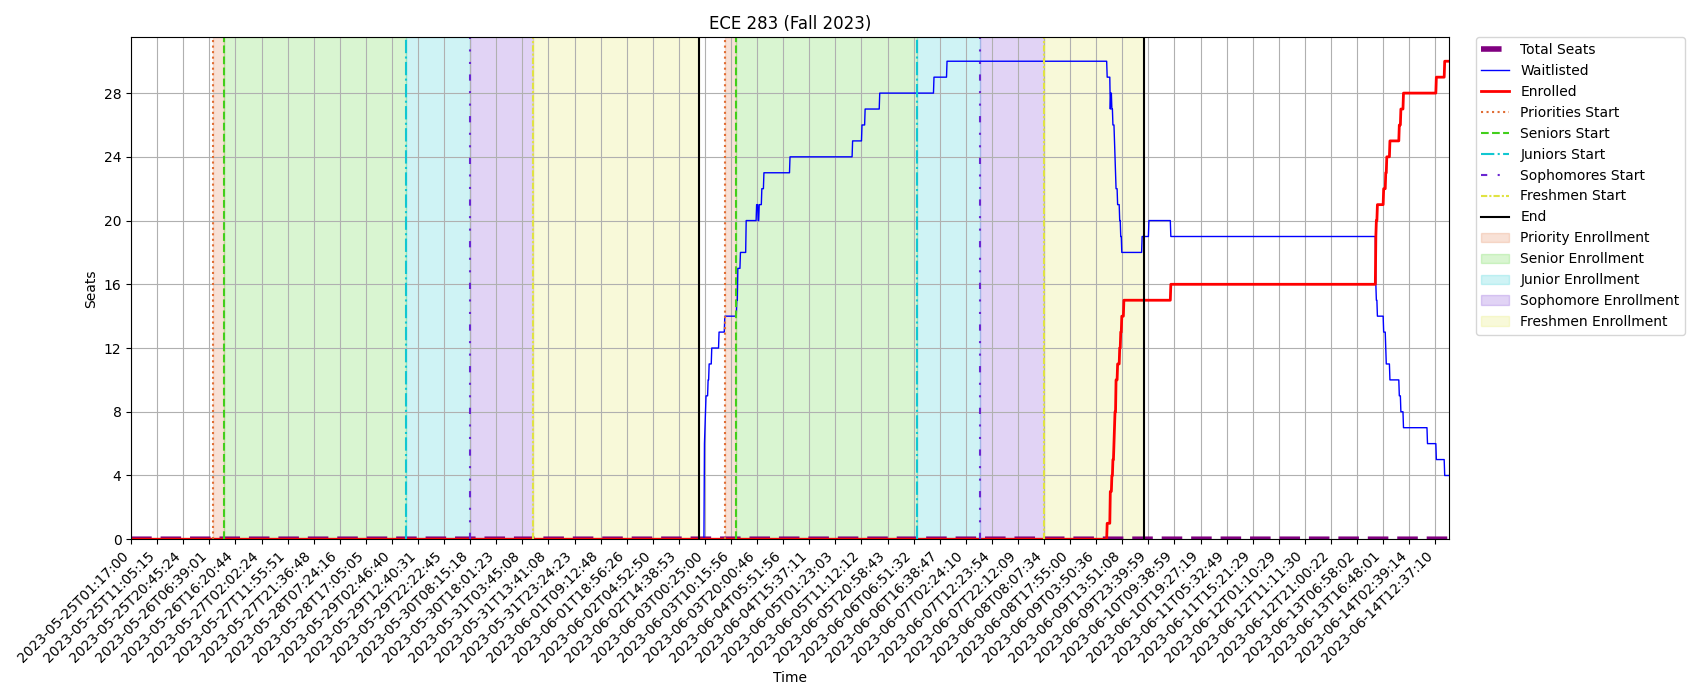 ECE 283 (Fall 2023)
Seats
28
24
20
16
12
8
4
0
2023-05-25T01:17:00
2023-05-25T11:05:15
2023-05-25T20:45:24
2023-05-26T06:39:01
2023-05-26T16:20:44
2023-05-27T02:02:24
2023-05-27T11:55:51
2023-05-27T21:36:48
2023-05-28T07:24:16
2023-05-28T17:05:05
2023-05-29T02:46:40
2023-05-29T12:40:31
2023-05-29T22:22:45
2023-05-30T08:15:18
2023-05-30T18:01:23
2023-05-31T03:45:08
2023-05-31T13:41:08
2023-05-31T23:24:23
2023-06-01T09:12:48
2023-06-01T18:56:26
2023-06-02T04:52:50
2023-06-02T14:38:53
2023-06-03T00:25:00
2023-06-03T10:15:56
2023-06-03T20:00:46
2023-06-04T05:51:56
2023-06-04T15:37:11
2023-06-05T01:23:03
2023-06-05T11:12:12
2023-06-05T20:58:43
2023-06-06T06:51:32
2023-06-06T16:38:47
2023-06-07T02:24:10
2023-06-07T12:23:54
2023-06-07T22:12:09
2023-06-08T08:07:34
2023-06-08T17:55:00
2023-06-09T03:50:36
2023-06-09T13:51:08
2023-06-09T23:39:59
2023-06-10T09:38:59
2023-06-10T19:27:19
2023-06-11T05:32:49
2023-06-11T15:21:29
2023-06-12T01:10:29
2023-06-12T11:11:30
2023-06-12T21:00:22
2023-06-13T06:58:02
2023-06-13T16:48:01
2023-06-14T02:39:14
2023-06-14T12:37:10
Time
Total Seats
Waitlisted
Enrolled
Priorities Start
Seniors Start
Juniors Start
Sophomores Start
Freshmen Start
End
Priority Enrollment
Senior Enrollment
Junior Enrollment
Sophomore Enrollment
Freshmen Enrollment